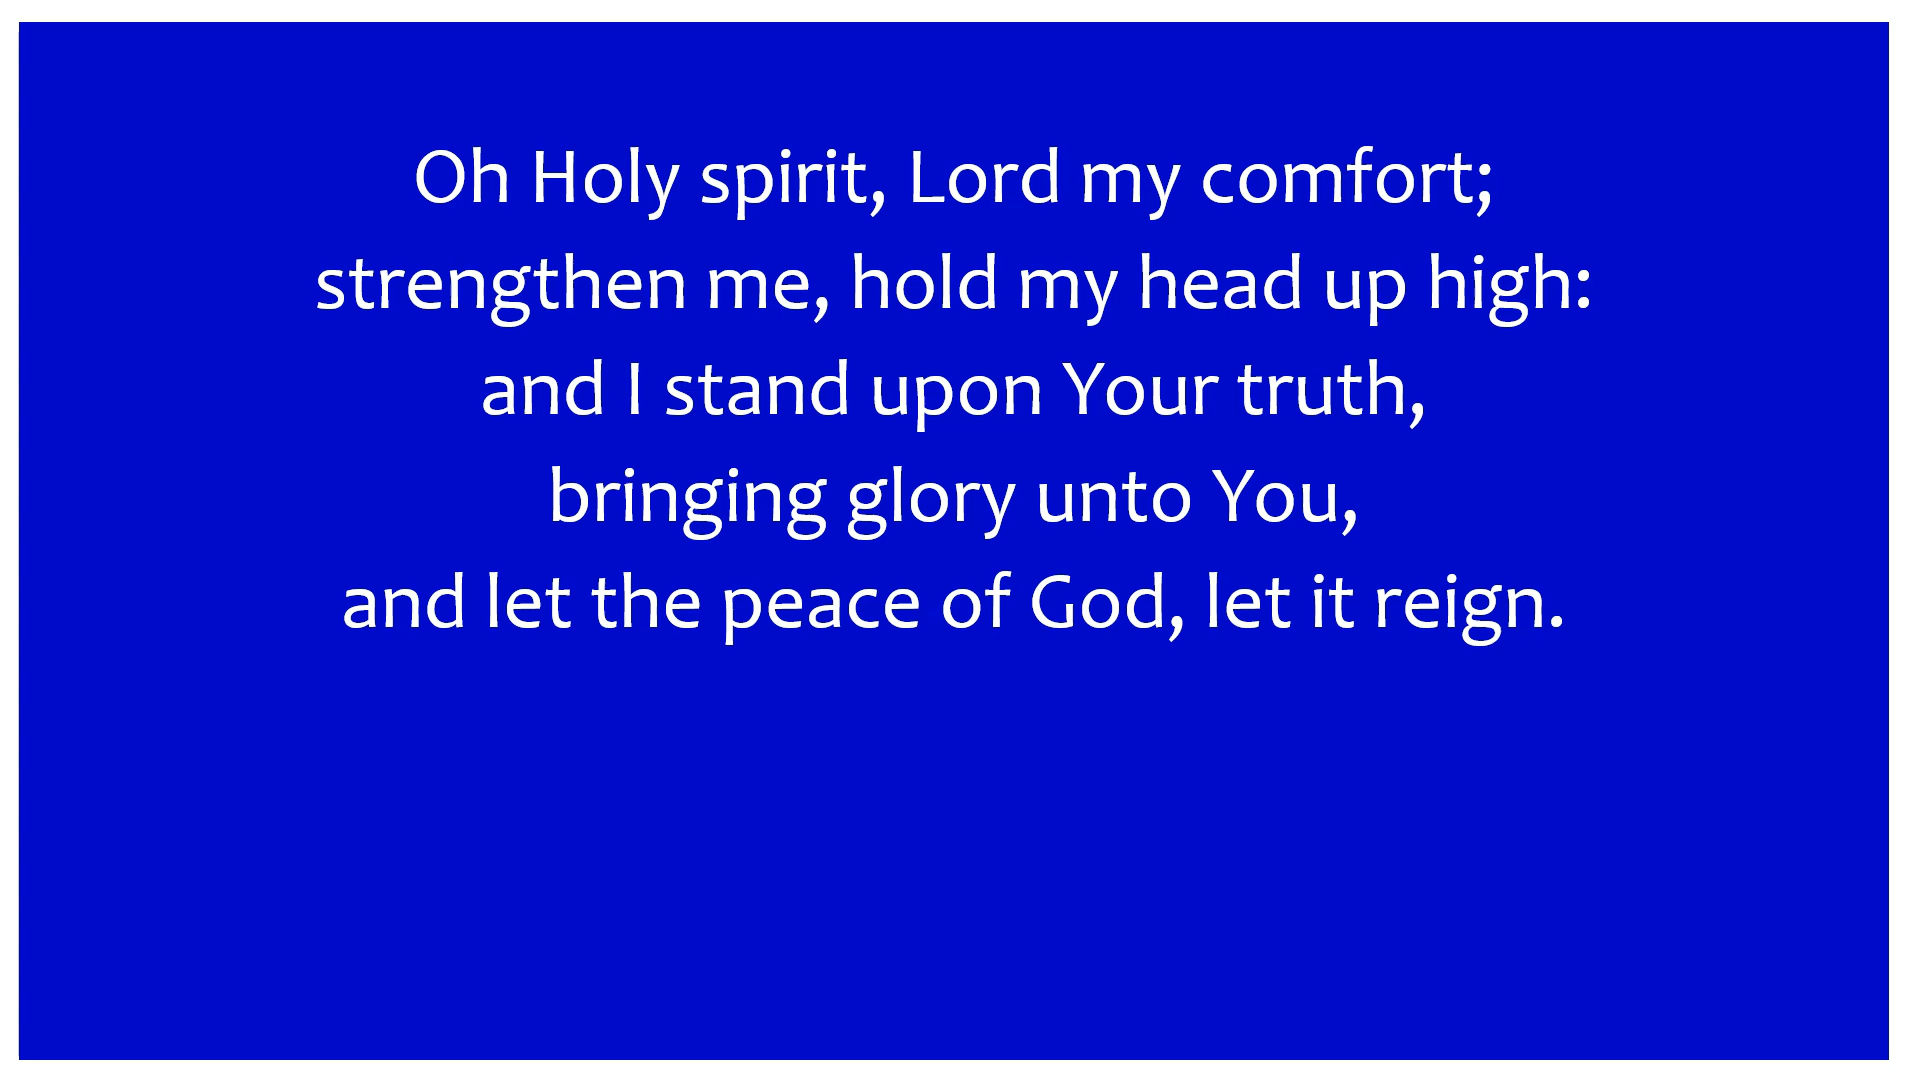 Oh Holy spirit, Lord my comfort;
strengthen me, hold my head up high:
and I stand upon Your truth,
bringing glory unto You,
and let the peace of God, let it reign.